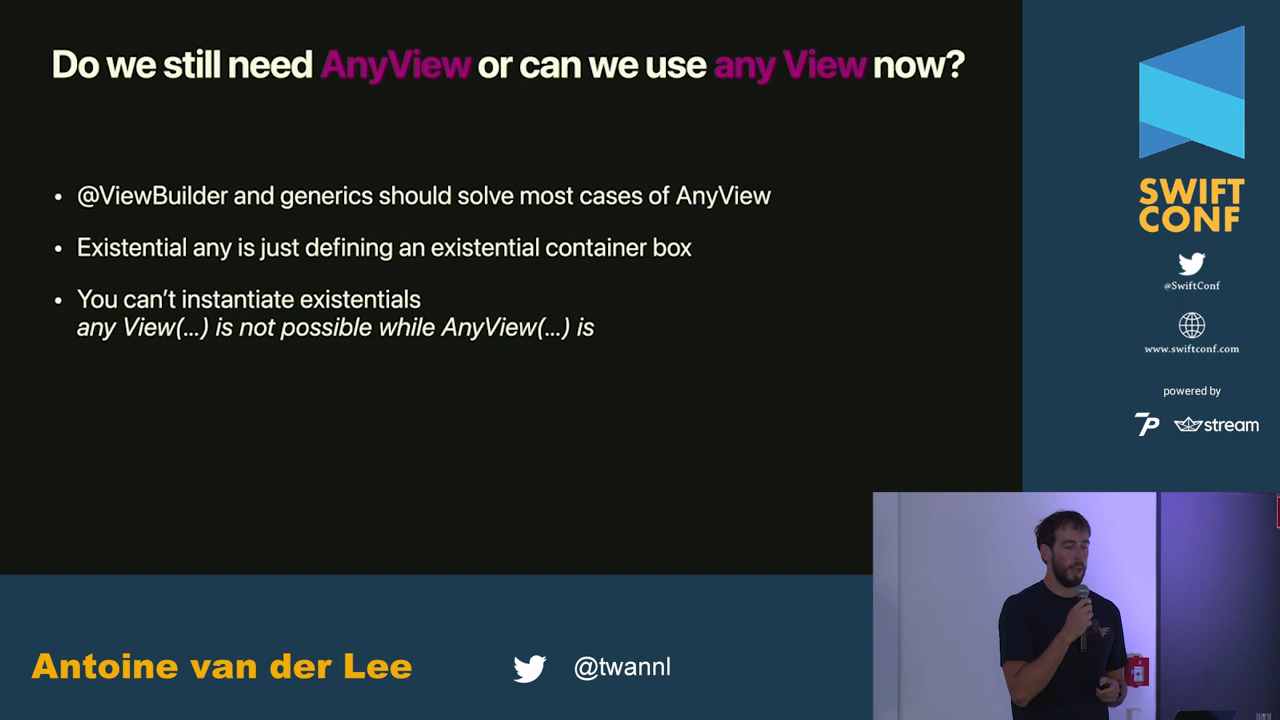 Do we still need AnyView or can we use any View now?
• @ViewBuilder and generics should solve most cases of AnyView
• Existential any is just defining an existential container box
• You can’t instantiate existentials
any View(...) is not possible while AnyView(...) is
SWIFT
CONF
@SwiftConf
www.swiftconf.com
powered by
7P stream
Antoine van der Lee
@twannl